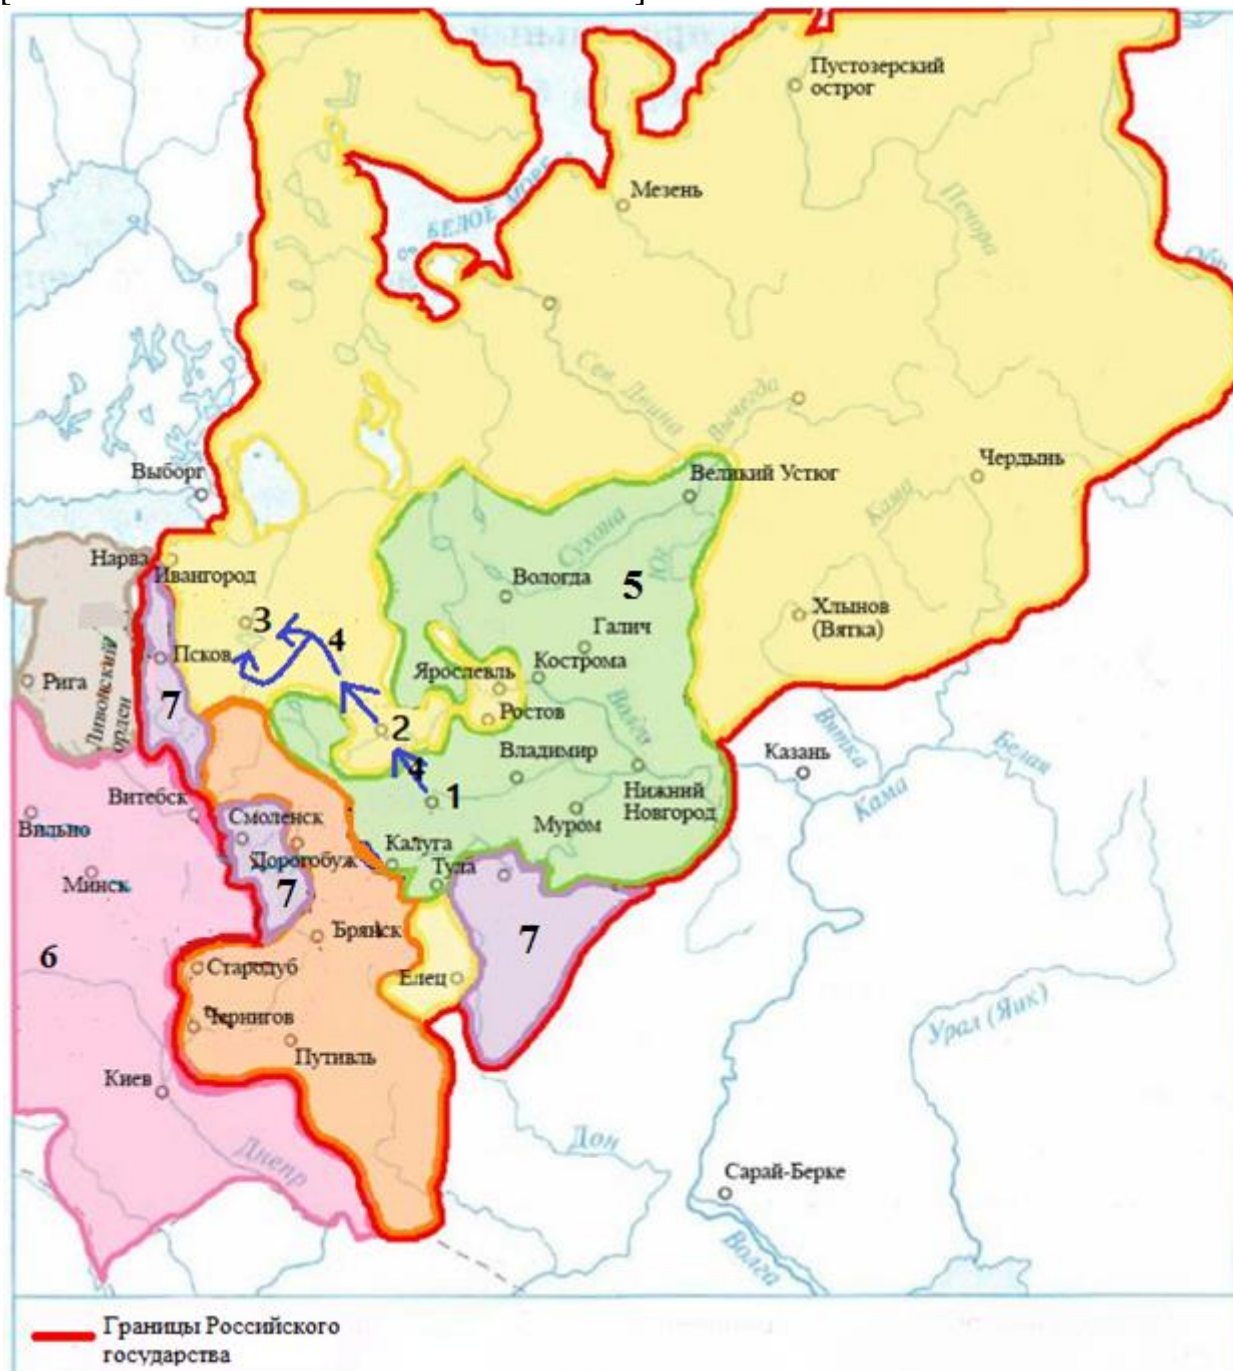 Пустозерский
острог
Мезень
БЕЛОЕ МОРЕ
Печора
Обь
Сев. Двина
Вычегда
Выборг
Великий Устюг
Чердынь
Кама
Сухона
Юг
Нарва
Ивангород
Вологда
5
Хлынов
(Вятка)
3
4
Галич
Псков
Ярославль
Кострома
Рига
Ливонский
орден
7
2
Ростов
Волга
Владимир
Казань
Вятка
Белая
4
1
Кама
Витебск
Нижний
Новгород
Вильно
Смоленск
Муром
Калуга
Дорогобуж
Тула
Минск
7
7
Брянск
6
Стародуб
Елец
Чернигов
Урал (Яик)
Путивль
Киев
Днепр
Дон
Сарай-Берке
Волга
Границы Российского
государства